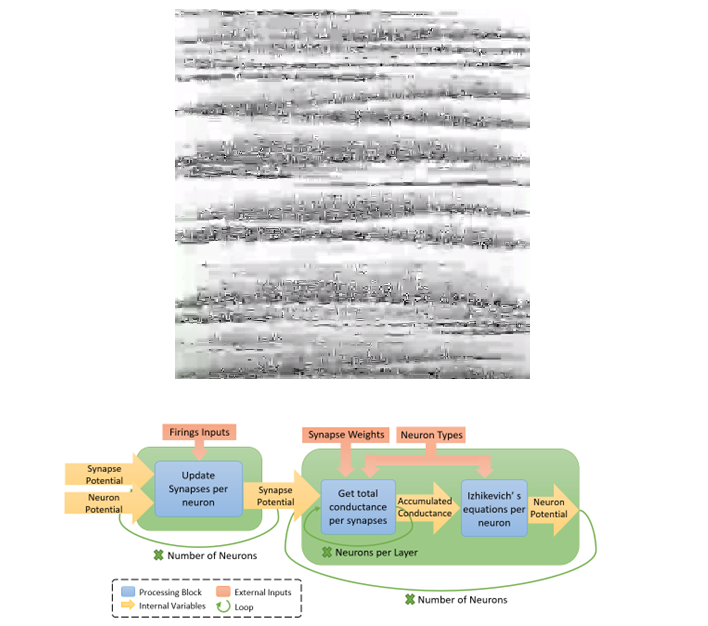 Firings Inputs
Synapse Weights
Neuron Types
Synapse
Potential
Neuron
Potential
Update
Synapses per
neuron
Synapse
Potential
Get total
conductance
per synapses
Accumulated
Conductance
Izhikevich' s
equations per
neuron
Neuron
Potential
✖ Number of Neurons
✖ Neurons per Layer
✖ Number of Neurons
Processing Block
External Inputs
Internal Variables
Loop